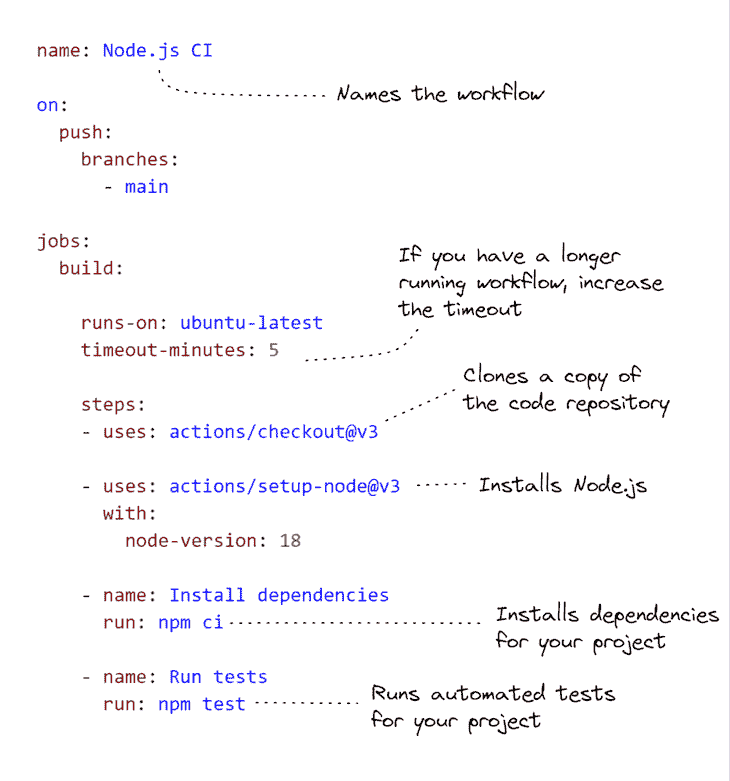 name: Node.js CI
Names the workflow
on:
push:
branches:
- main
jobs:
build:
If you have a longer
running workflow, increase
the timeout
runs-on: ubuntu-latest
timeout-minutes: 5
Clones a copy of
the code repository
steps:
- uses: actions/checkout@v3
- uses: actions/setup-node@v3
Installs Node.js
with:
node-version: 18
- name: Install dependencies
run: npm ci
Installs dependencies
for your project
- name: Run tests
run: npm test
Runs automated tests
for your project